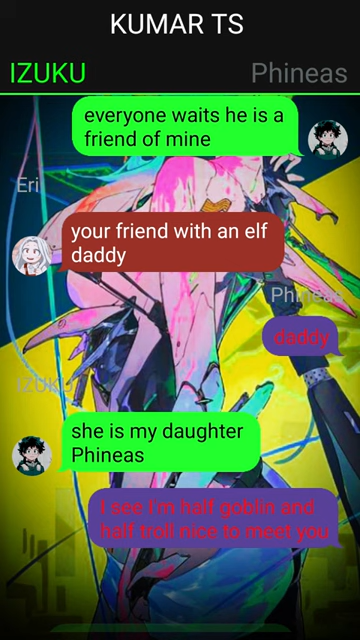 KUMAR TS
IZUKU Phineas
everyone waits he is a
friend of mine
Eri
your friend with an elf
daddy
Phineas
daddy
IZUKU
she is my daughter
Phineas
I see I'm half goblin and
half troll nice to meet you